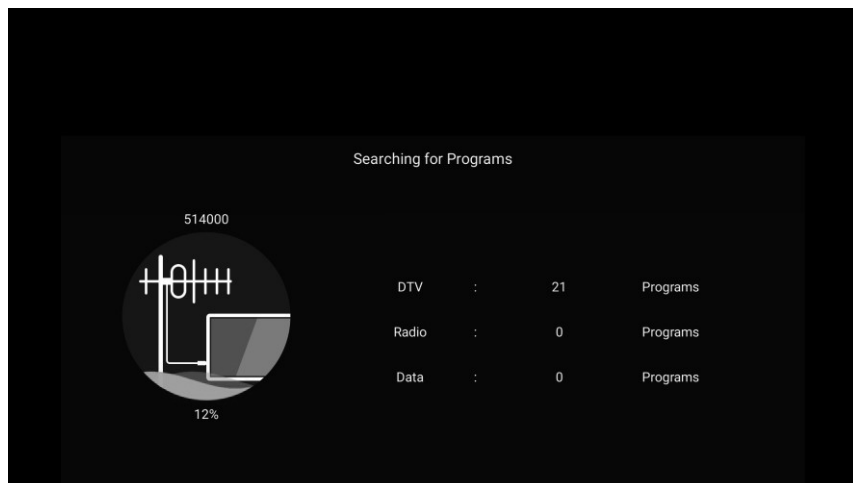 Searching for Programs
514000
DTV : 21 Programs
Radio : 0 Programs
Data : 0 Programs
12%